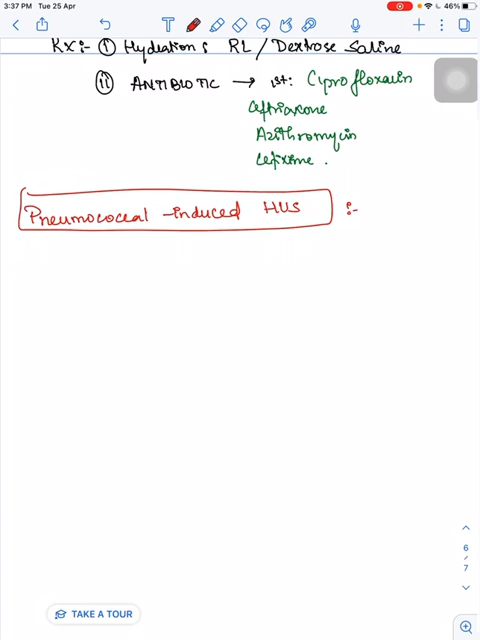 3:37 PM Tue 25 Apr
46%
Rx:- (i) Hydration: RL / Dextrose Saline
(ii) ANTIBIOTIC → 1st: Ciprofloxacin
Ceftriaxone
Azithromycin
Cefixime.
Pneumococcal -induced HUS :-
6
/
7
TAKE A TOUR